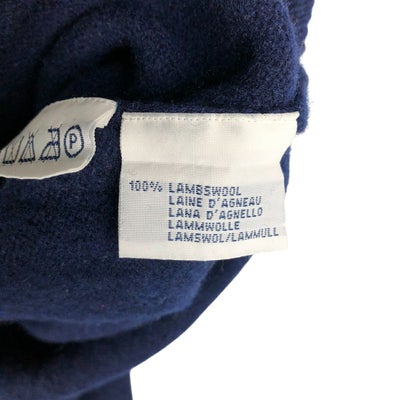 100% LAMBSWOOL
LAINE D'AGNEAU
LANA D'AGNELLO
LAMMWOLLE
LAMSWOL/LAMMULL
P